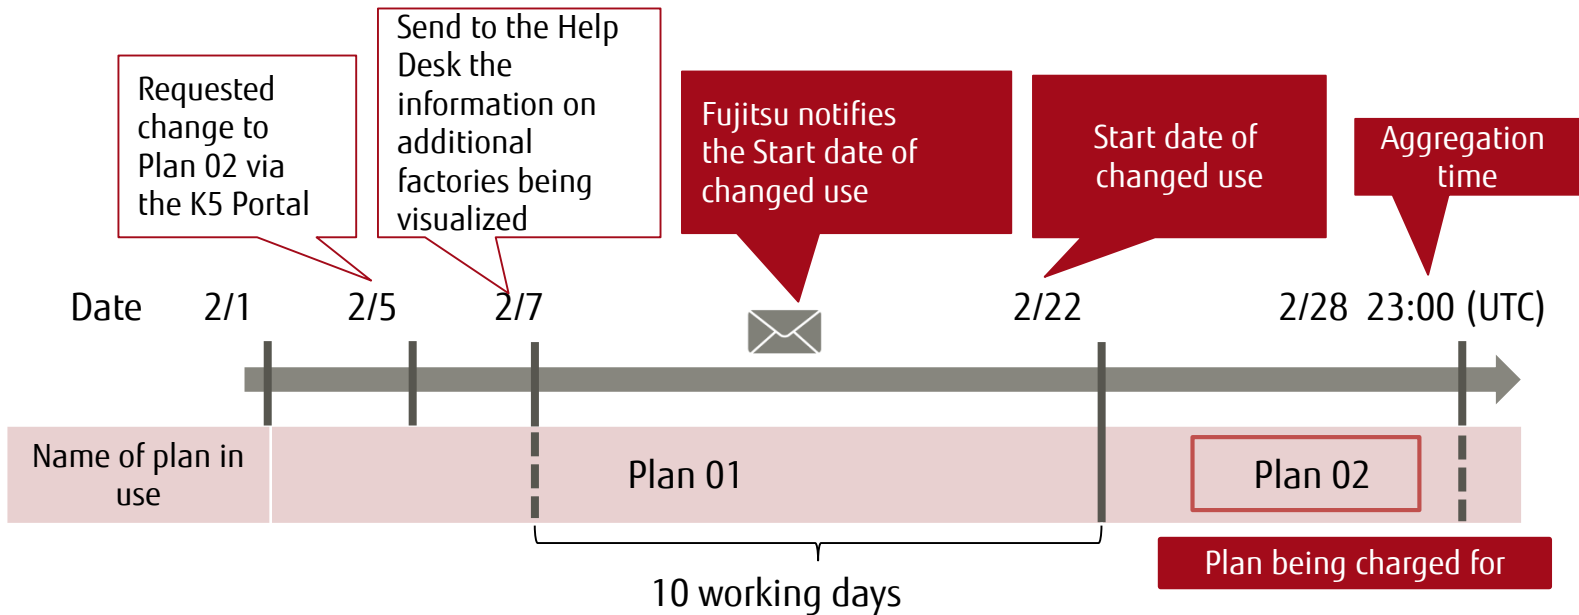 Requested
change to
Plan 02 via
the K5 Portal
Send to the Help
Desk the
information on
additional
factories being
visualized
Fujitsu notifies
the Start date of
changed use
Start date of
changed use
Aggregation
time
Date 2/1 2/5 2/7 2/22 2/28 23:00 (UTC)
Name of plan in
use
Plan 01
Plan 02
10 working days
Plan being charged for